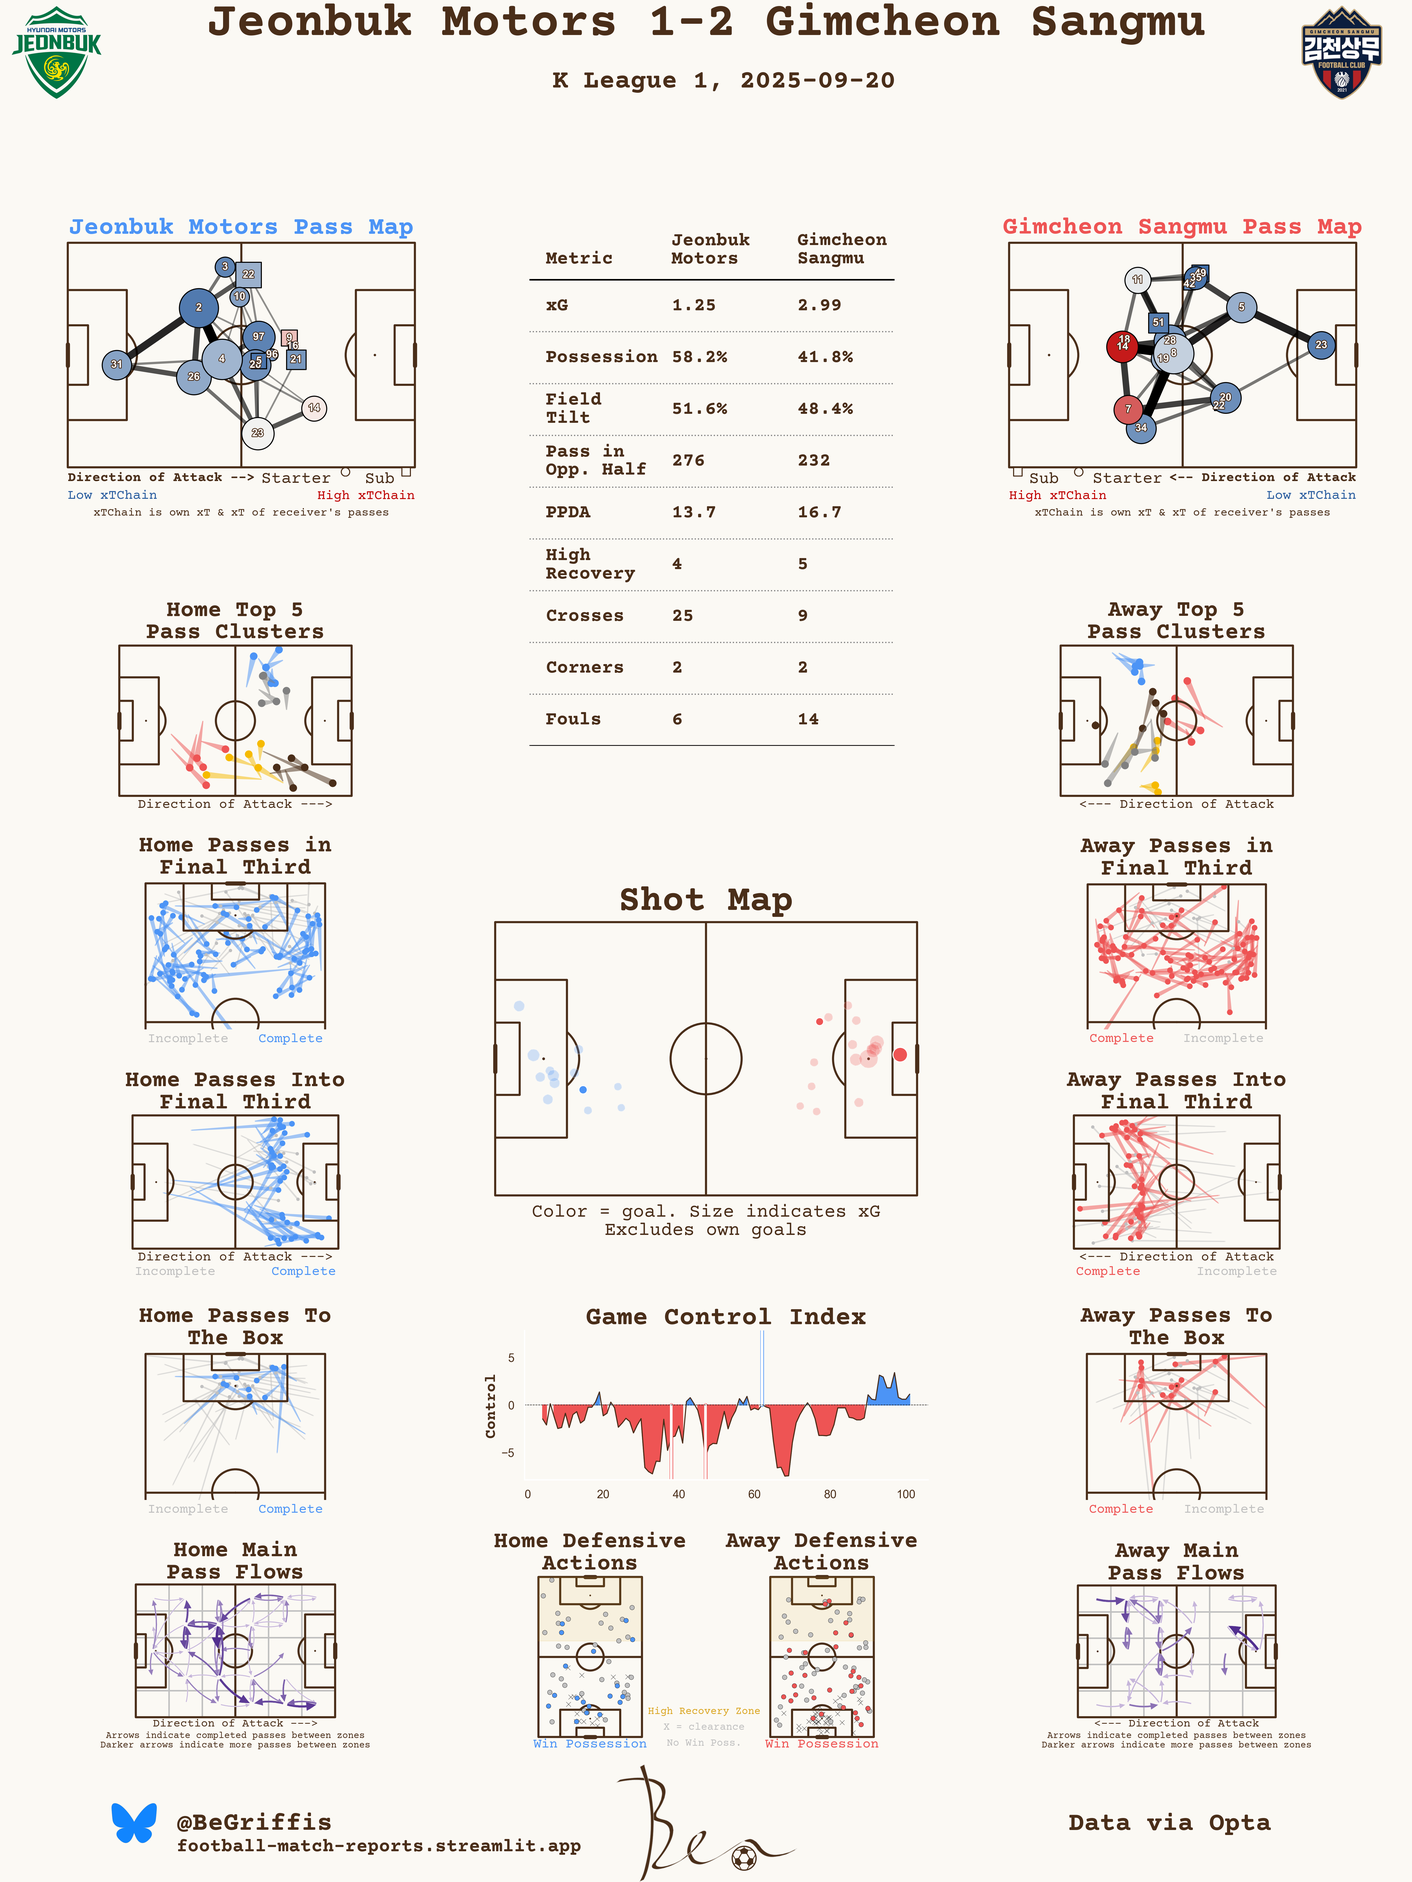 Jeonbuk Motors 1-2 Gimcheon Sangmu
K League 1, 2025-09-20
HYUNDAI MOTORS
JEONBUK
GIMCHEON SANGMU
김천상무
FOOTBALL CLUB
2021
Jeonbuk Motors Pass Map
3
22
10
2
97
9
16
96
4
5
21
31
26
14
23
Direction of Attack --> Starter Sub
Low xTChain High xTChain
xTChain is own xT & xT of receiver's passes
Metric Jeonbuk Motors Gimcheon Sangmu
xG 1.25 2.99
Possession 58.2% 41.8%
Field Tilt 51.6% 48.4%
Pass in Opp. Half 276 232
PPDA 13.7 16.7
High Recovery 4 5
Crosses 25 9
Corners 2 2
Fouls 6 14
Gimcheon Sangmu Pass Map
11
49
35
42
5
51
18
14
28
8
19
23
7
20
22
34
Sub Starter <-- Direction of Attack
High xTChain Low xTChain
xTChain is own xT & xT of receiver's passes
Home Top 5
Pass Clusters
Direction of Attack --->
Away Top 5
Pass Clusters
<--- Direction of Attack
Home Passes in
Final Third
Incomplete Complete
Away Passes in
Final Third
Complete Incomplete
Shot Map
Color = goal. Size indicates xG
Excludes own goals
Home Passes Into
Final Third
Direction of Attack --->
Incomplete Complete
Away Passes Into
Final Third
<--- Direction of Attack
Complete Incomplete
Home Passes To
The Box
Incomplete Complete
Game Control Index
Control
5
0
−5
0 20 40 60 80 100
Away Passes To
The Box
Complete Incomplete
Home Main
Pass Flows
Direction of Attack --->
Arrows indicate completed passes between zones
Darker arrows indicate more passes between zones
Home Defensive
Actions
Win Possession
Away Defensive
Actions
Win Possession
High Recovery Zone
X = clearance
No Win Poss.
Away Main
Pass Flows
<--- Direction of Attack
Arrows indicate completed passes between zones
Darker arrows indicate more passes between zones
@BeGriffis
football-match-reports.streamlit.app
Ben
Data via Opta